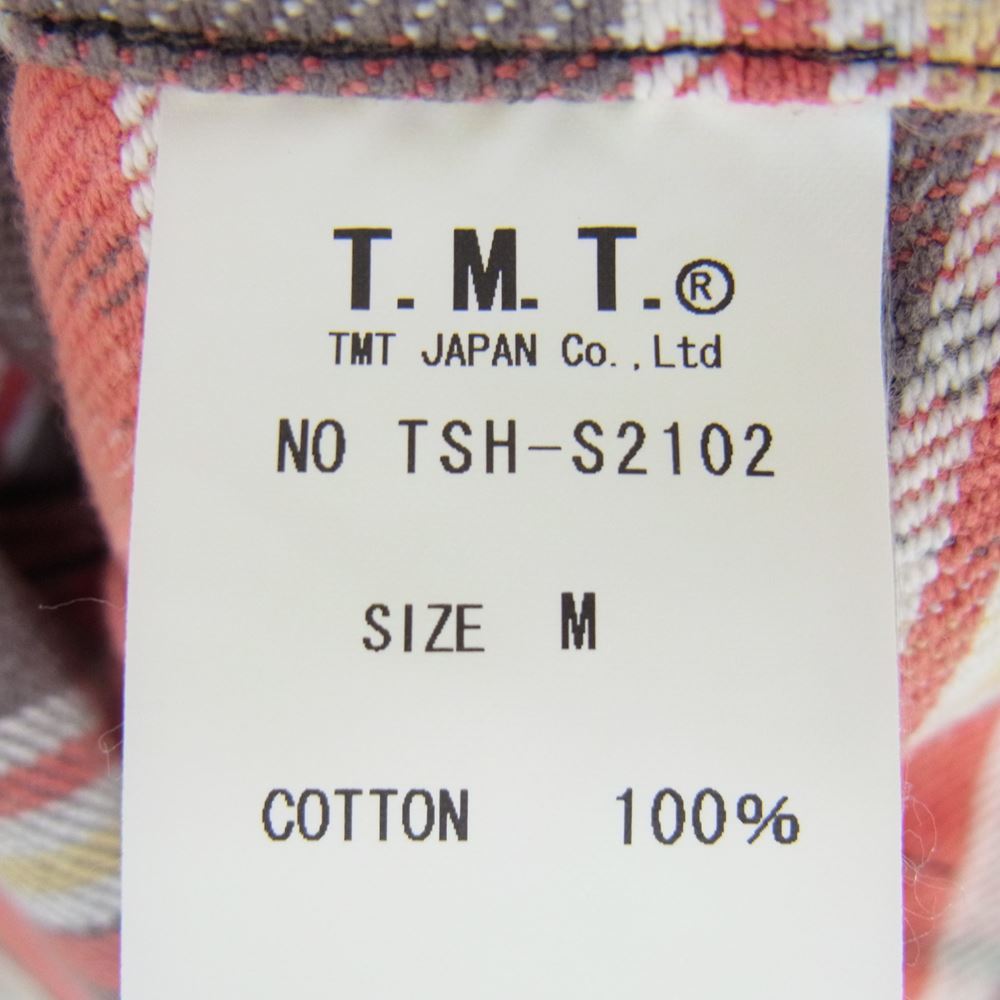 T.M.T.®
TMT JAPAN Co.,Ltd
NO TSH-S2102
SIZE M
COTTON 100%